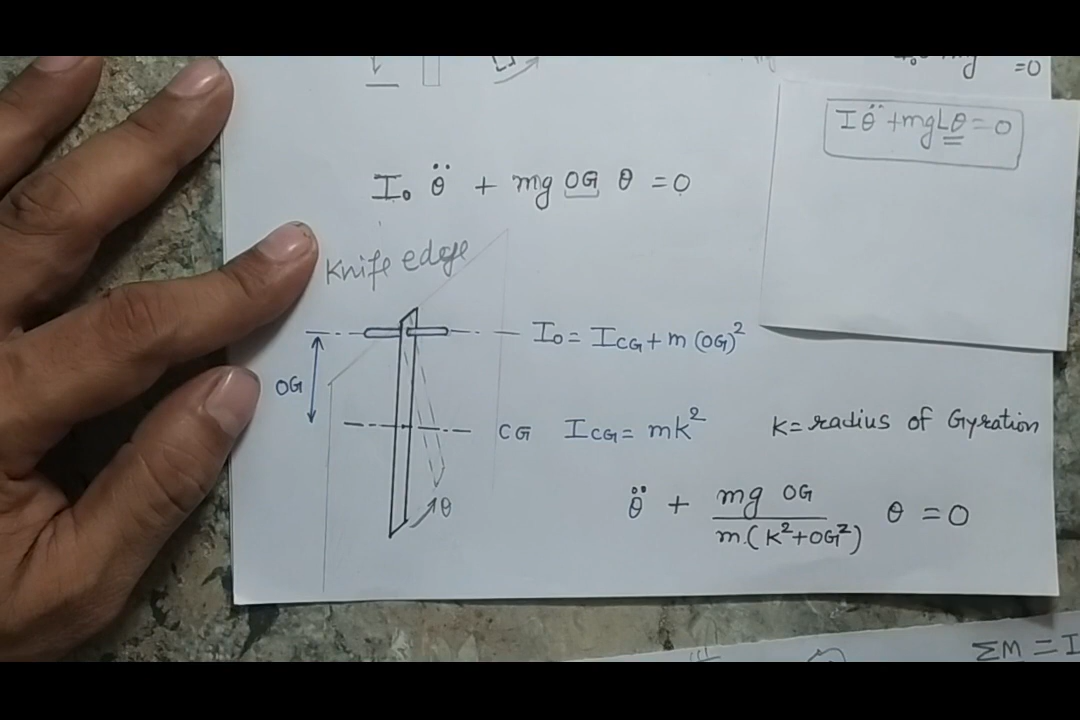 =0
I θ̈ + mgLθ = 0
I₀ θ̈ + mg OG θ = 0
Knife edge
I₀ = I_CG + m (OG)²
OG
CG I_CG = mk² K = radius of Gyration
θ
θ̈ + mg OG / m.(K²+OG²) θ = 0
ΣM = I